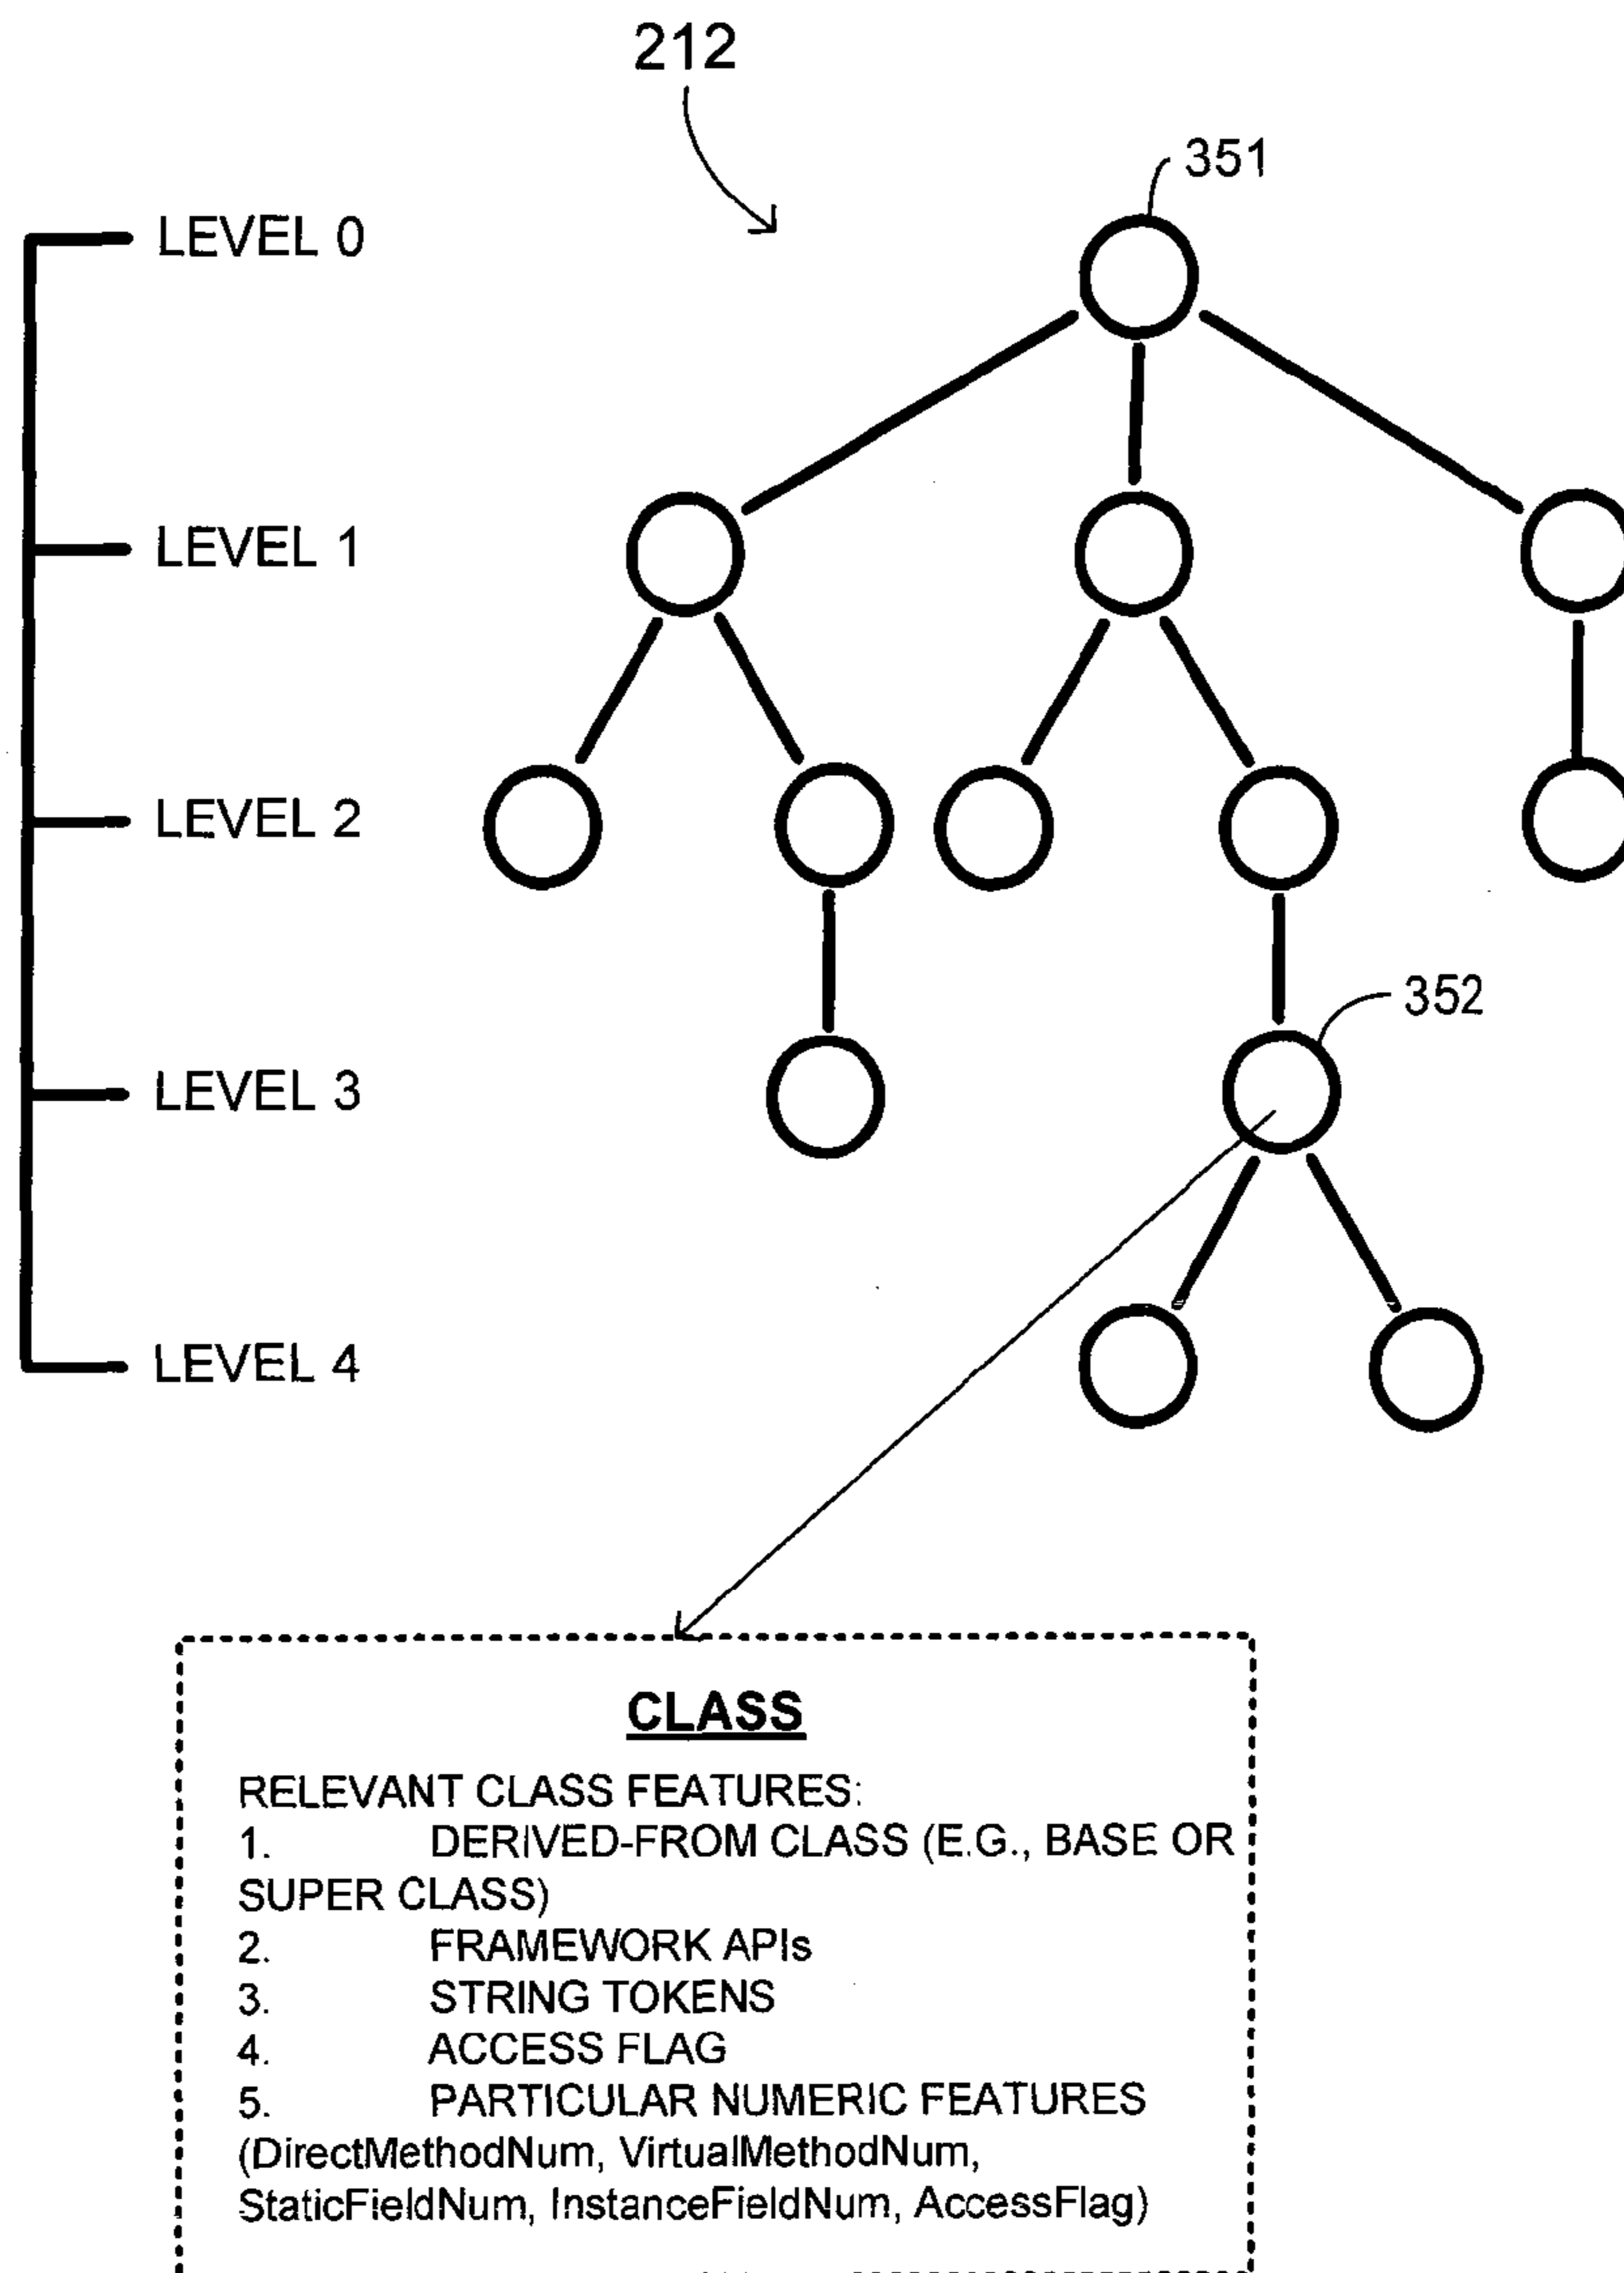 212
351
LEVEL 0
LEVEL 1
LEVEL 2
352
LEVEL 3
LEVEL 4
CLASS
RELEVANT CLASS FEATURES:
1. DERIVED-FROM CLASS (E.G., BASE OR
SUPER CLASS)
2. FRAMEWORK APIs
3. STRING TOKENS
4. ACCESS FLAG
5. PARTICULAR NUMERIC FEATURES
(DirectMethodNum, VirtualMethodNum,
StaticFieldNum, InstanceFieldNum, AccessFlag)